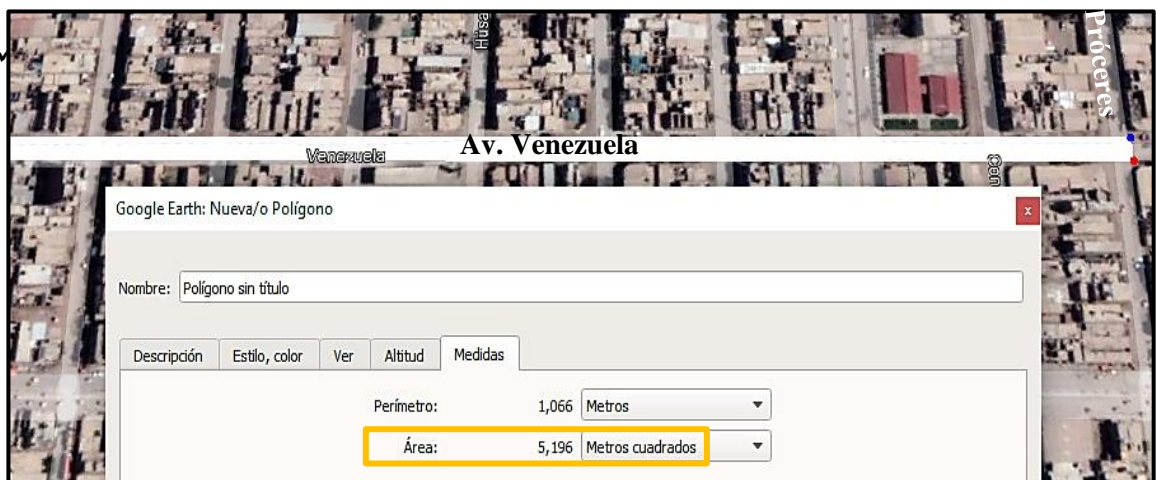 Húsa
Próceres
Av. Venezuela
Venezuela
Google Earth: Nueva/o Polígono
x
Nombre: Polígono sin título
Descripción Estilo, color Ver Altitud Medidas
Perímetro: 1,066 Metros
Área: 5,196 Metros cuadrados